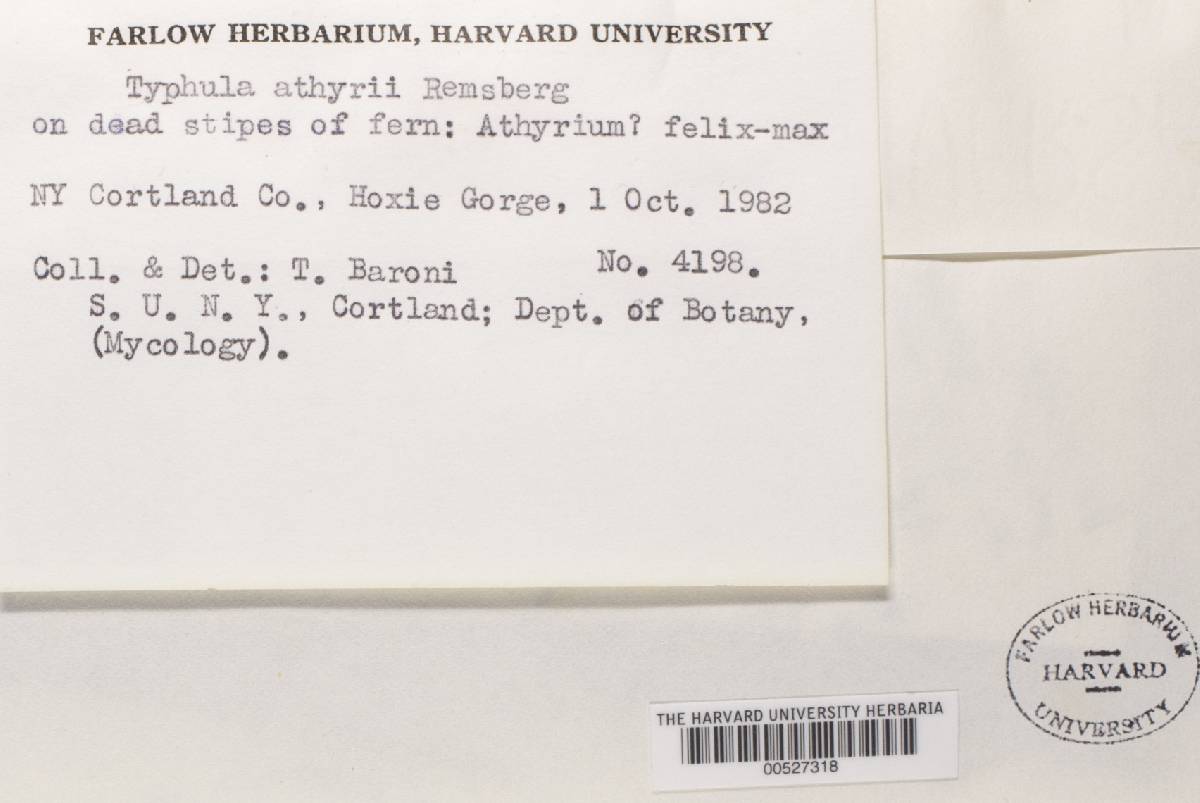 FARLOW HERBARIUM, HARVARD UNIVERSITY
Typhula athyrii Remsberg
on dead stipes of fern: Athyrium? felix-max
NY Cortland Co., Hoxie Gorge, 1 Oct. 1982
Coll. & Det.: T. Baroni No. 4198.
S. U. N. Y., Cortland; Dept. of Botany,
(Mycology).
FARLOW HERBARIUM
HARVARD
UNIVERSITY
THE HARVARD UNIVERSITY HERBARIA
00527318